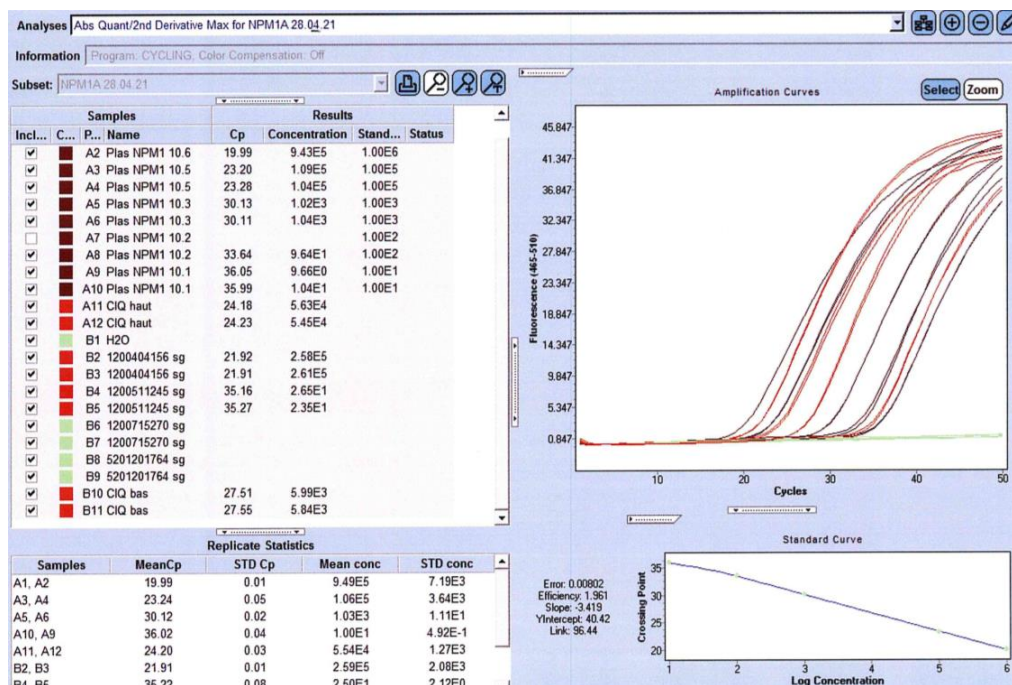 Analyses Abs Quant/2nd Derivative Max for NPM1A 28.04.21
Information Program: CYCLING, Color Compensation: Off
Subset: NPM1A 28.04.21
Samples Results
Incl... C... P... Name Cp Concentration Stand... Status
A2 Plas NPM1 10.6 19.99 9.43E5 1.00E6
A3 Plas NPM1 10.5 23.20 1.09E5 1.00E5
A4 Plas NPM1 10.5 23.28 1.04E5 1.00E5
A5 Plas NPM1 10.3 30.13 1.02E3 1.00E3
A6 Plas NPM1 10.3 30.11 1.04E3 1.00E3
A7 Plas NPM1 10.2 1.00E2
A8 Plas NPM1 10.2 33.64 9.64E1 1.00E2
A9 Plas NPM1 10.1 36.05 9.66E0 1.00E1
A10 Plas NPM1 10.1 35.99 1.04E1 1.00E1
A11 CIQ haut 24.18 5.63E4
A12 CIQ haut 24.23 5.45E4
B1 H2O
B2 1200404156 sg 21.92 2.58E5
B3 1200404156 sg 21.91 2.61E5
B4 1200511245 sg 35.16 2.65E1
B5 1200511245 sg 35.27 2.35E1
B6 1200715270 sg
B7 1200715270 sg
B8 5201201764 sg
B9 5201201764 sg
B10 CIQ bas 27.51 5.99E3
B11 CIQ bas 27.55 5.84E3
Replicate Statistics
Samples MeanCp STD Cp Mean conc STD conc
A1, A2 19.99 0.01 9.49E5 7.19E3
A3, A4 23.24 0.05 1.06E5 3.64E3
A5, A6 30.12 0.02 1.03E3 1.11E1
A10, A9 36.02 0.04 1.00E1 4.92E-1
A11, A12 24.20 0.03 5.54E4 1.27E3
B2, B3 21.91 0.01 2.59E5 2.08E3
B4, B5 35.22 0.08 2.50E1 2.12E0
Amplification Curves
Select Zoom
45.847
41.347
36.847
32.347
27.847
23.347
18.847
14.347
9.847
5.347
0.847
Fluorescence (465-510)
10 20 30 40 50
Cycles
Standard Curve
Error: 0.00802
Efficiency: 1.961
Slope: -3.419
YIntercept: 40.42
Link: 96.44
Crossing Point
35
30
25
20
1 2 3 4 5 6
Log Concentration